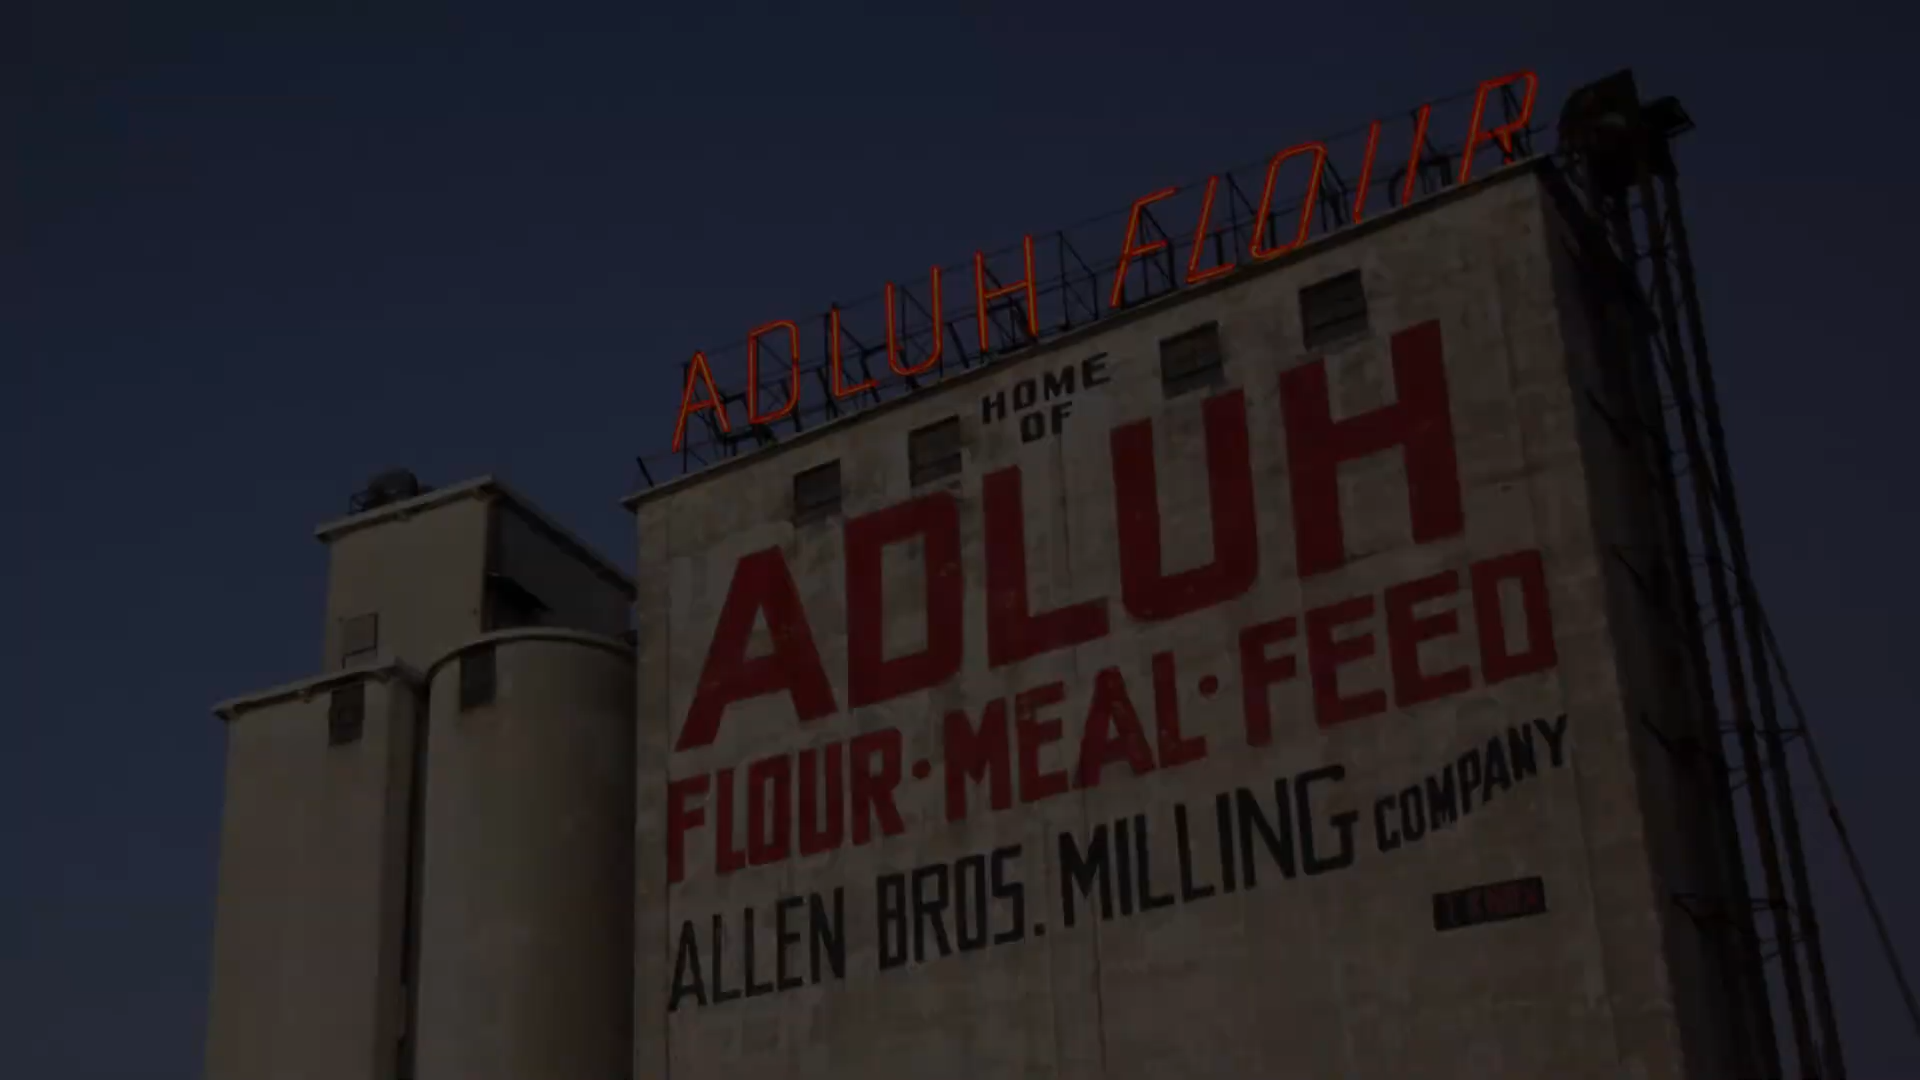 ADLUH FLOUR
HOME
OF
ADLUH
FLOUR·MEAL·FEED
ALLEN BROS. MILLING COMPANY